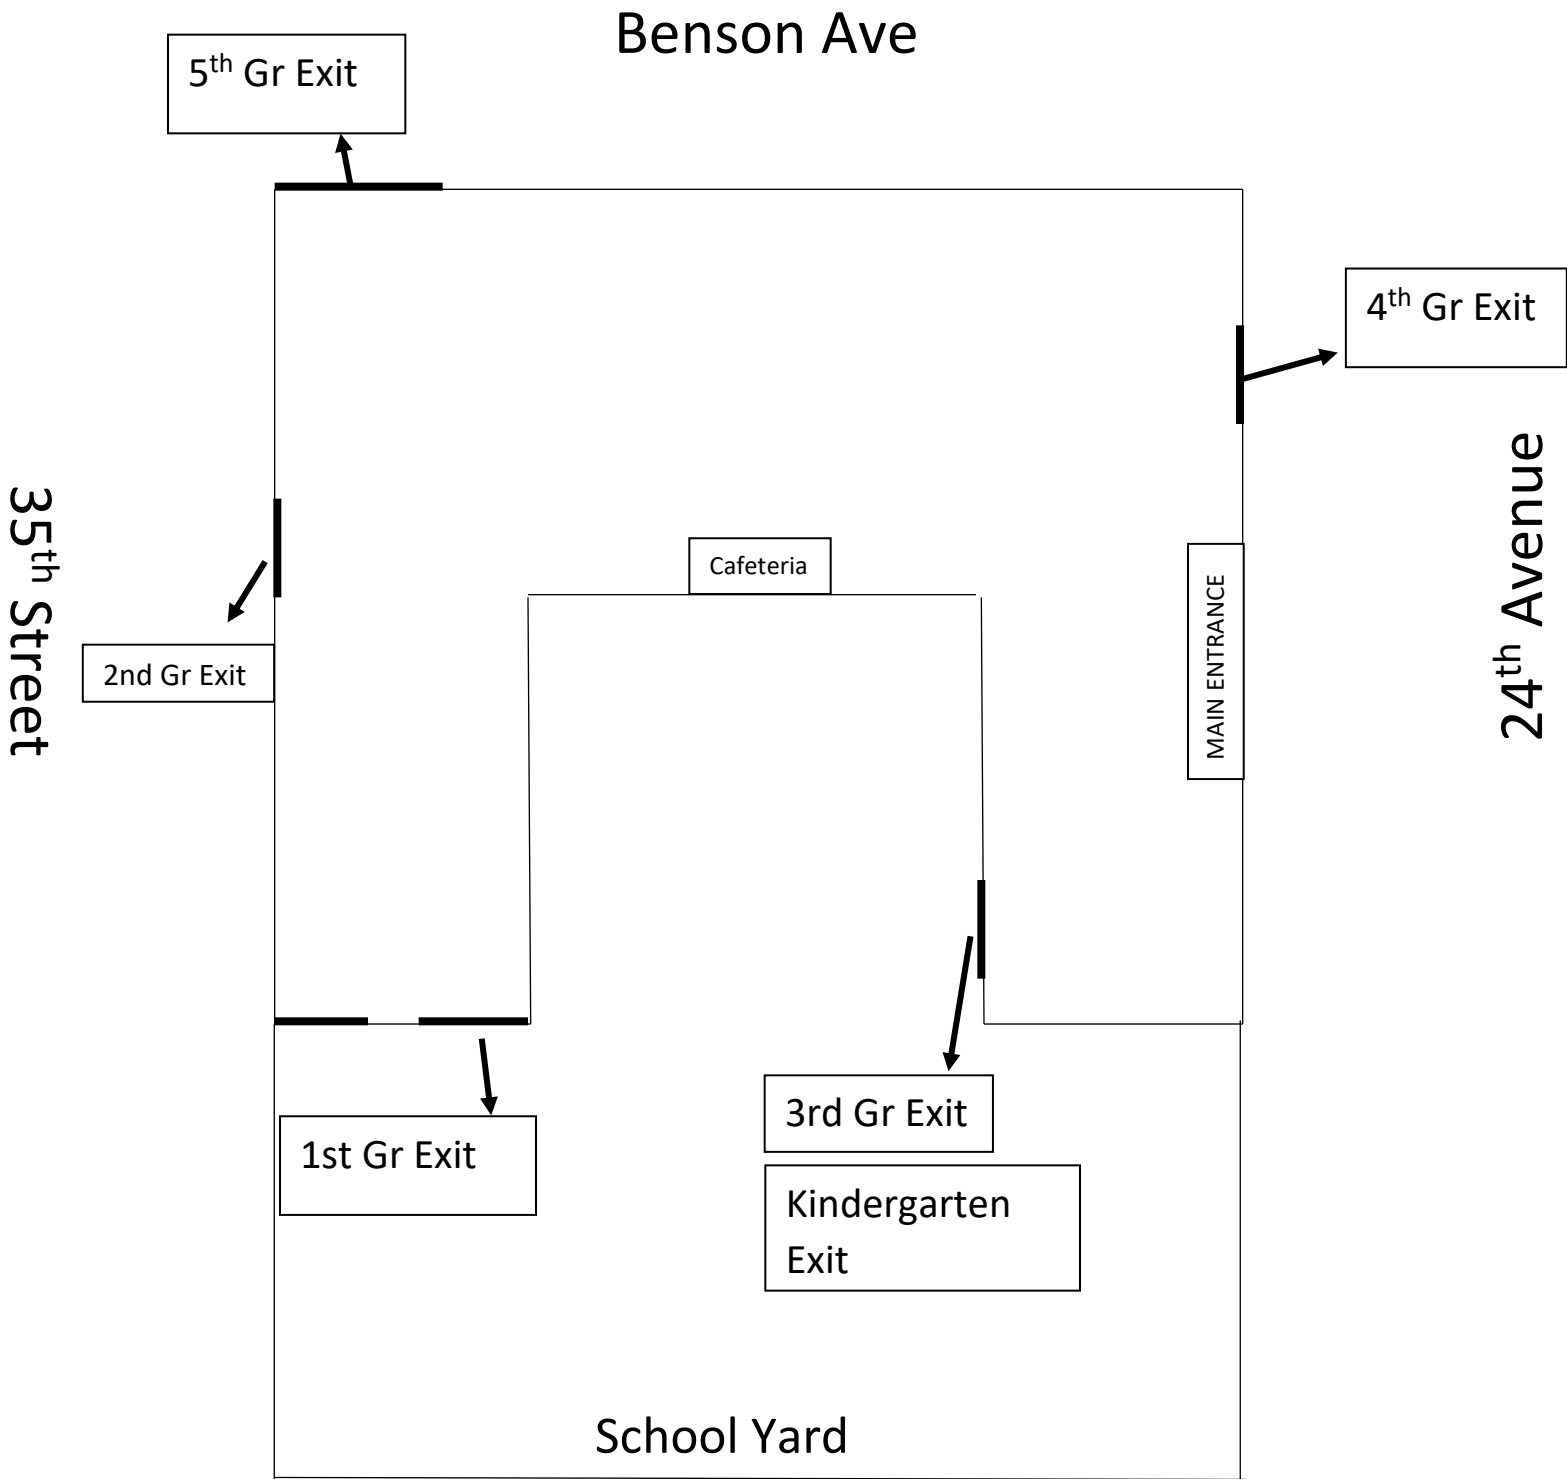 Benson Ave
5th Gr Exit
4th Gr Exit
35th Street
24th Avenue
Cafeteria
MAIN ENTRANCE
2nd Gr Exit
3rd Gr Exit
1st Gr Exit
Kindergarten
Exit
School Yard